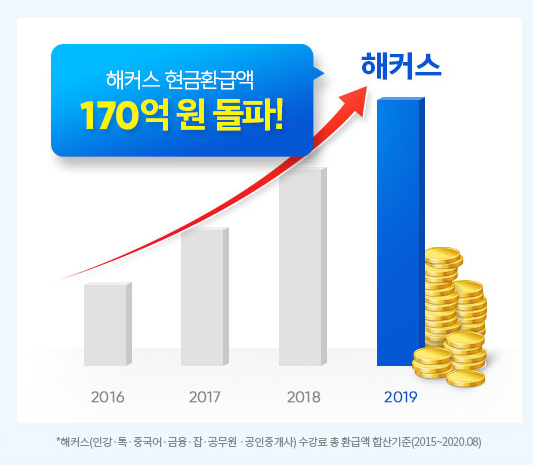 해커스
해커스 현금환급액
170억 원 돌파!
2016 2017 2018 2019
*해커스(인강·톡·중국어·금융·잡·공무원·공인중개사) 수강료 총 환급액 합산기준(2015~2020.08)